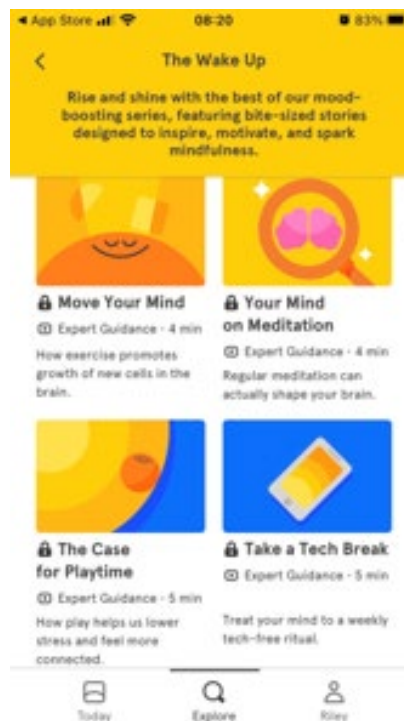 App Store
08:20
83%
The Wake Up
Rise and shine with the best of our mood-
boosting series, featuring bite-sized stories
designed to inspire, motivate, and spark
mindfulness.
Move Your Mind
Expert Guidance · 4 min
How exercise promotes
growth of new cells in the
brain.
Your Mind
on Meditation
Expert Guidance · 4 min
Regular meditation can
actually shape your brain.
The Case
for Playtime
Expert Guidance · 5 min
How play helps us lower
stress and feel more
connected.
Take a Tech Break
Expert Guidance · 5 min
Treat your mind to a weekly
tech-free ritual.
Today
Explore
Riley